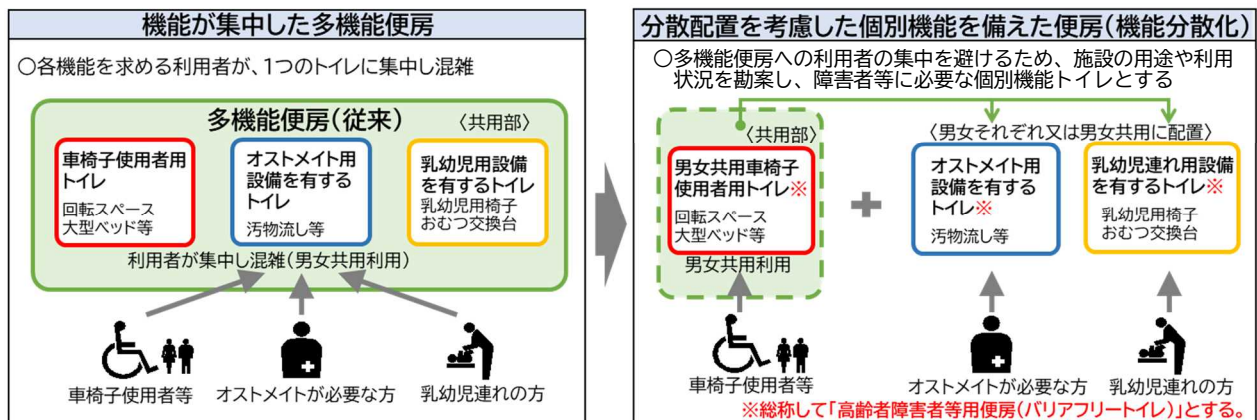 機能が集中した多機能便房
○各機能を求める利用者が、1つのトイレに集中し混雑
多機能便房(従来)
〈共用部〉
車椅子使用者用
トイレ
回転スペース
大型ベッド等
オストメイト用
設備を有する
トイレ
汚物流し等
乳幼児用設備
を有するトイレ
乳幼児用椅子
おむつ交換台
利用者が集中し混雑(男女共用利用)
車椅子使用者等
オストメイトが必要な方
乳幼児連れの方
分散配置を考慮した個別機能を備えた便房(機能分散化)
○多機能便房への利用者の集中を避けるため、施設の用途や利用
状況を勘案し、障害者等に必要な個別機能トイレとする
〈共用部〉
男女共用車椅子
使用者用トイレ※
回転スペース
大型ベッド等
男女共用利用
〈男女それぞれ又は男女共用に配置〉
オストメイト用
設備を有する
トイレ※
汚物流し等
乳幼児連れ用設備
を有するトイレ※
乳幼児用椅子
おむつ交換台
車椅子使用者等
オストメイトが必要な方
乳幼児連れの方
※総称して「高齢者障害者等用便房(バリアフリートイレ)」とする。